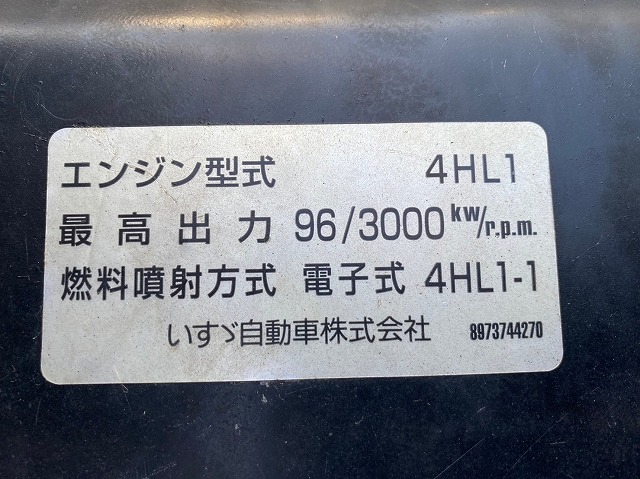 エンジン型式 4HL1
最高出力 96/3000 kw/r.p.m.
燃料噴射方式 電子式 4HL1-1
いすゞ自動車株式会社 8973744270